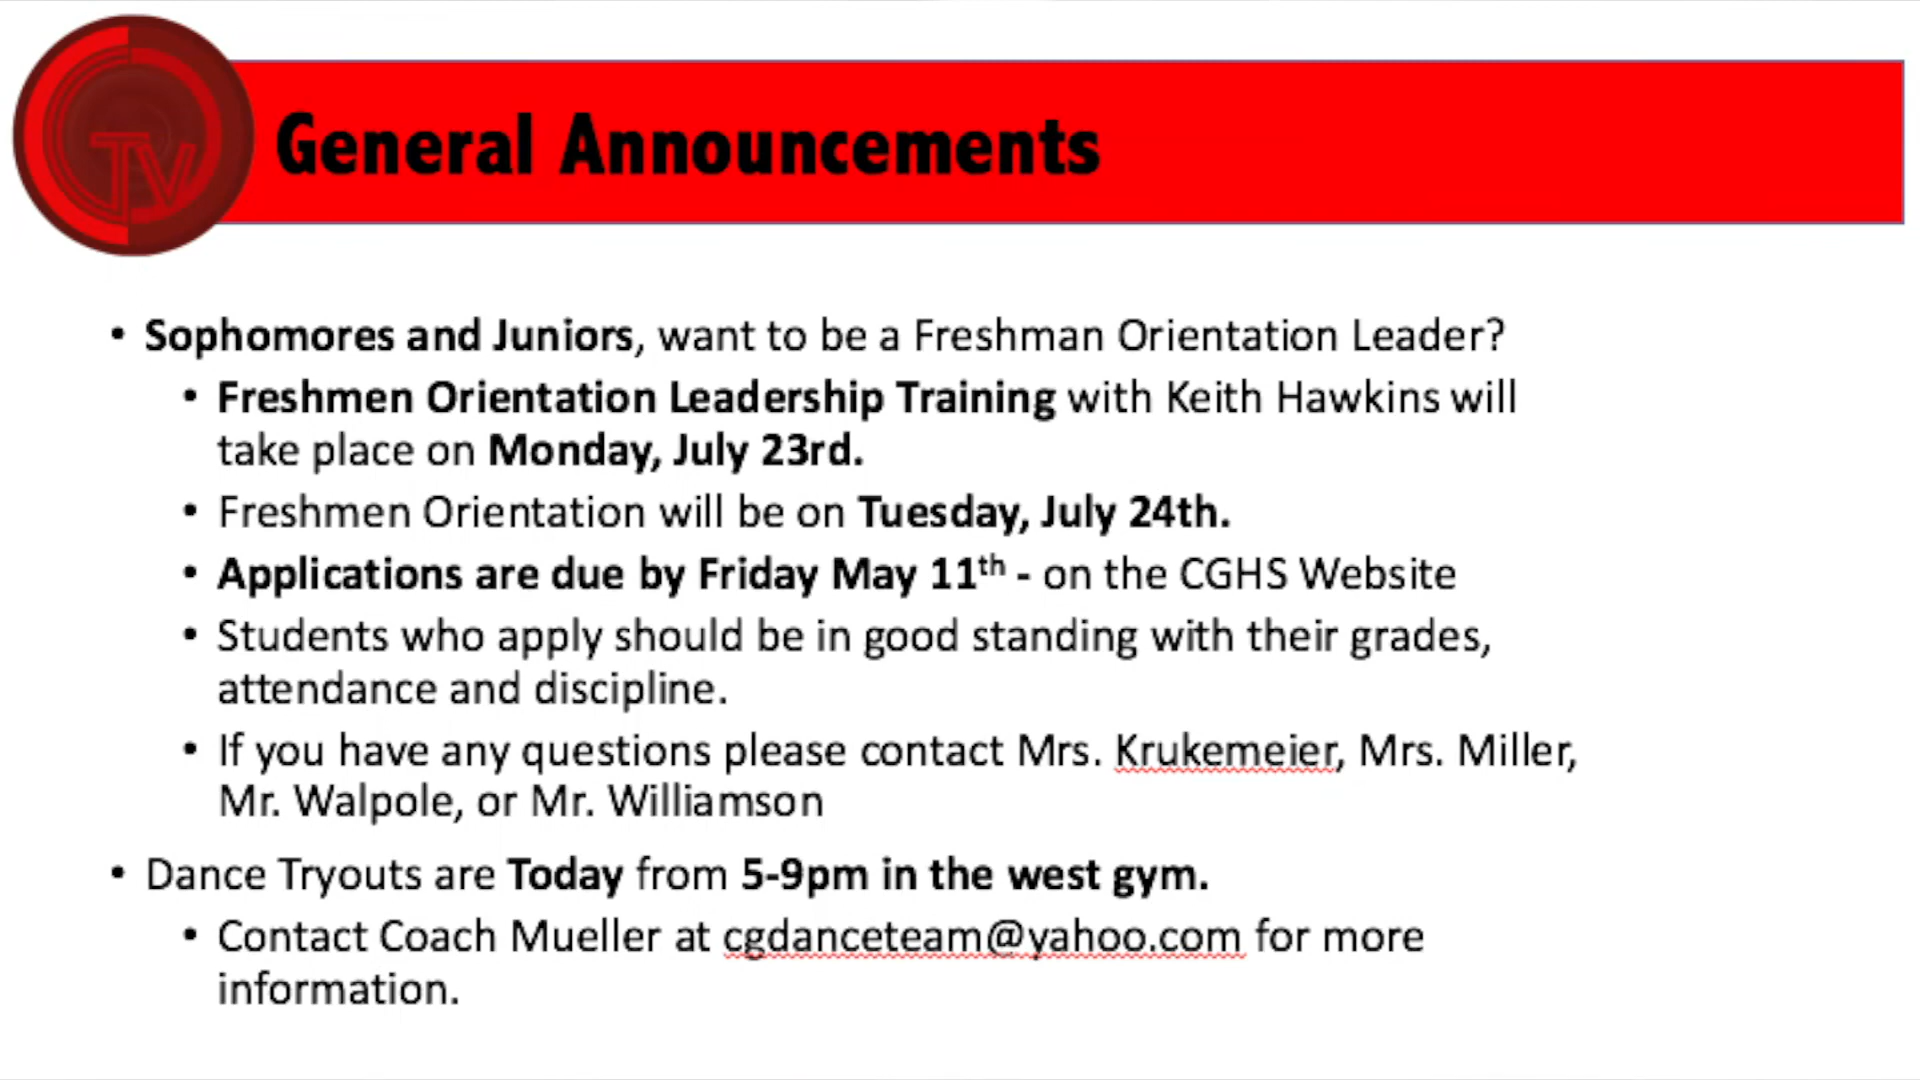 TV
General Announcements
• Sophomores and Juniors, want to be a Freshman Orientation Leader?
• Freshmen Orientation Leadership Training with Keith Hawkins will
take place on Monday, July 23rd.
• Freshmen Orientation will be on Tuesday, July 24th.
• Applications are due by Friday May 11th - on the CGHS Website
• Students who apply should be in good standing with their grades,
attendance and discipline.
• If you have any questions please contact Mrs. Krukemeier, Mrs. Miller,
Mr. Walpole, or Mr. Williamson
• Dance Tryouts are Today from 5-9pm in the west gym.
• Contact Coach Mueller at cgdanceteam@yahoo.com for more
information.